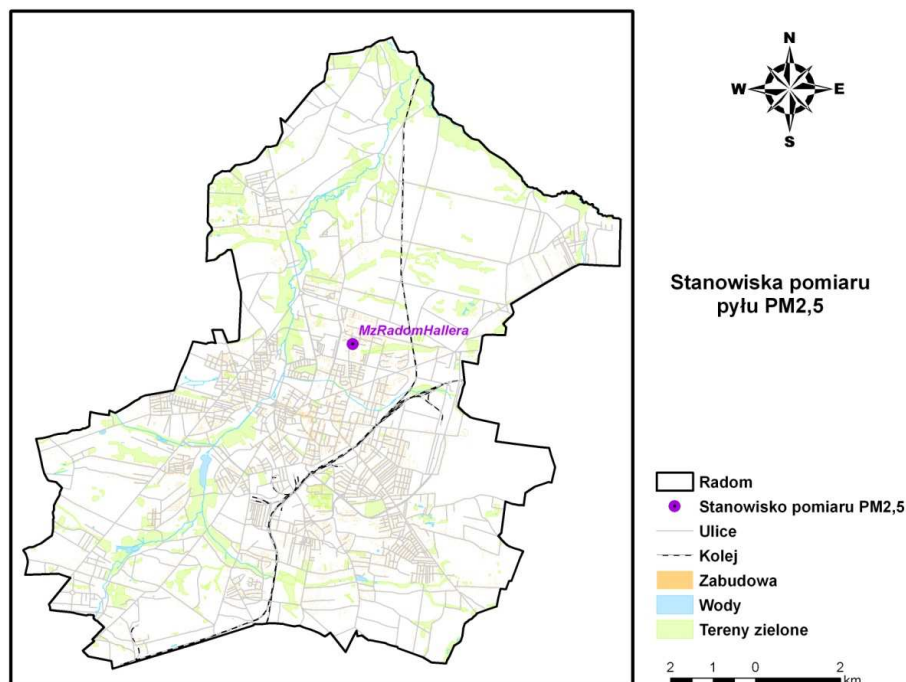 N
W E
S
Stanowiska pomiaru
pyłu PM2,5
MzRadomHallera
Radom
Stanowisko pomiaru PM2,5
Ulice
Kolej
Zabudowa
Wody
Tereny zielone
2 1 0 2
km